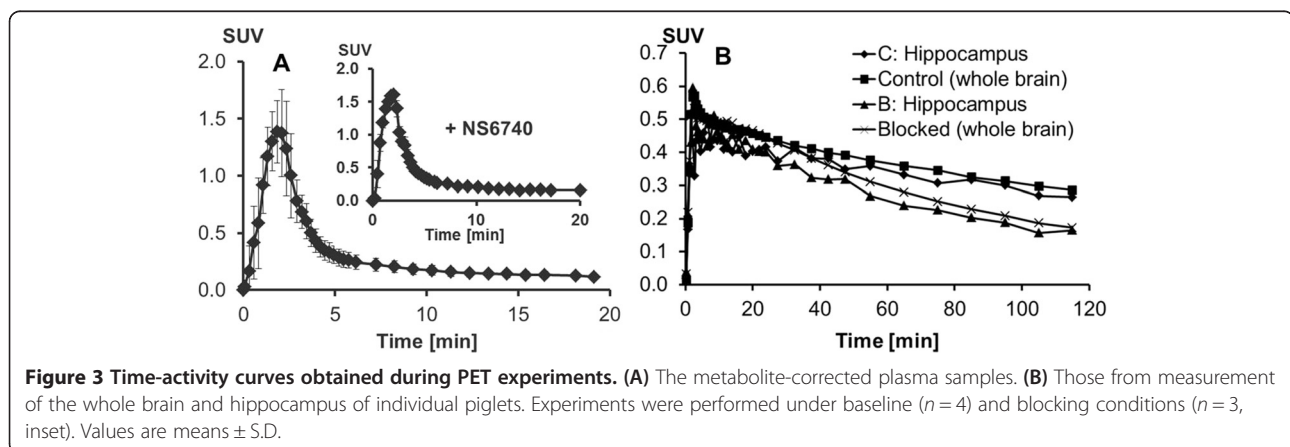 SUV
A
2.0
1.5
1.0
0.5
0.0
0
5
10
15
20
Time [min]
SUV
2.0
1.5
1.0
0.5
0.0
0
10
20
Time [min]
+ NS6740
SUV
B
0.7
0.6
0.5
0.4
0.3
0.2
0.1
0.0
0
20
40
60
80
100
120
Time [min]
C: Hippocampus
Control (whole brain)
B: Hippocampus
Blocked (whole brain)
Figure 3 Time-activity curves obtained during PET experiments. (A) The metabolite-corrected plasma samples. (B) Those from measurement
of the whole brain and hippocampus of individual piglets. Experiments were performed under baseline (n = 4) and blocking conditions (n = 3,
inset). Values are means ± S.D.